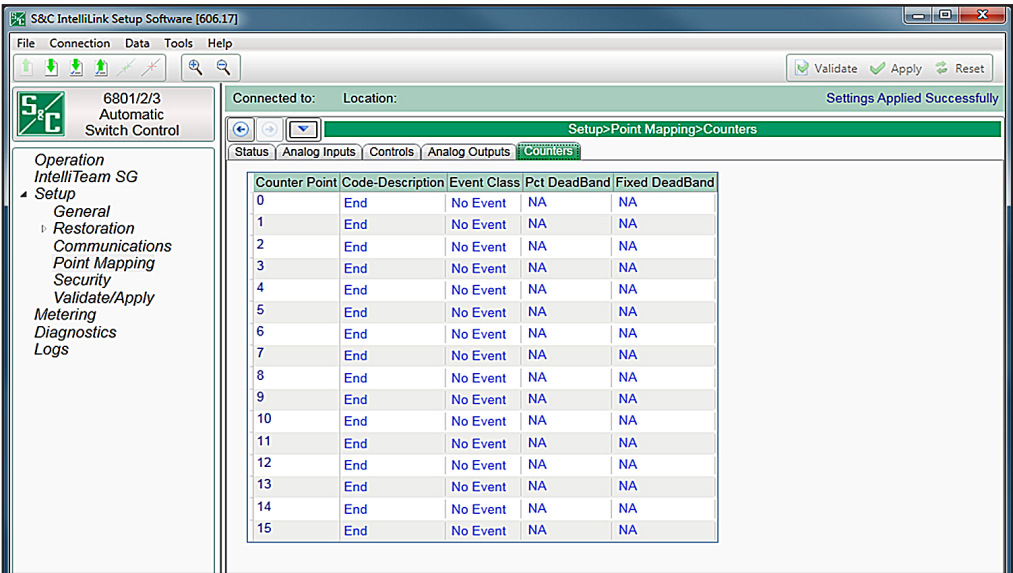 S&C IntelliLink Setup Software [606.17]
File Connection Data Tools Help
Validate Apply Reset
S&C
6801/2/3
Automatic
Switch Control
Connected to: Location: Settings Applied Successfully
Setup>Point Mapping>Counters
Status Analog Inputs Controls Analog Outputs Counters
Operation
IntelliTeam SG
Setup
General
Restoration
Communications
Point Mapping
Security
Validate/Apply
Metering
Diagnostics
Logs
Counter Point Code-Description Event Class Pct DeadBand Fixed DeadBand
0 End No Event NA NA
1 End No Event NA NA
2 End No Event NA NA
3 End No Event NA NA
4 End No Event NA NA
5 End No Event NA NA
6 End No Event NA NA
7 End No Event NA NA
8 End No Event NA NA
9 End No Event NA NA
10 End No Event NA NA
11 End No Event NA NA
12 End No Event NA NA
13 End No Event NA NA
14 End No Event NA NA
15 End No Event NA NA